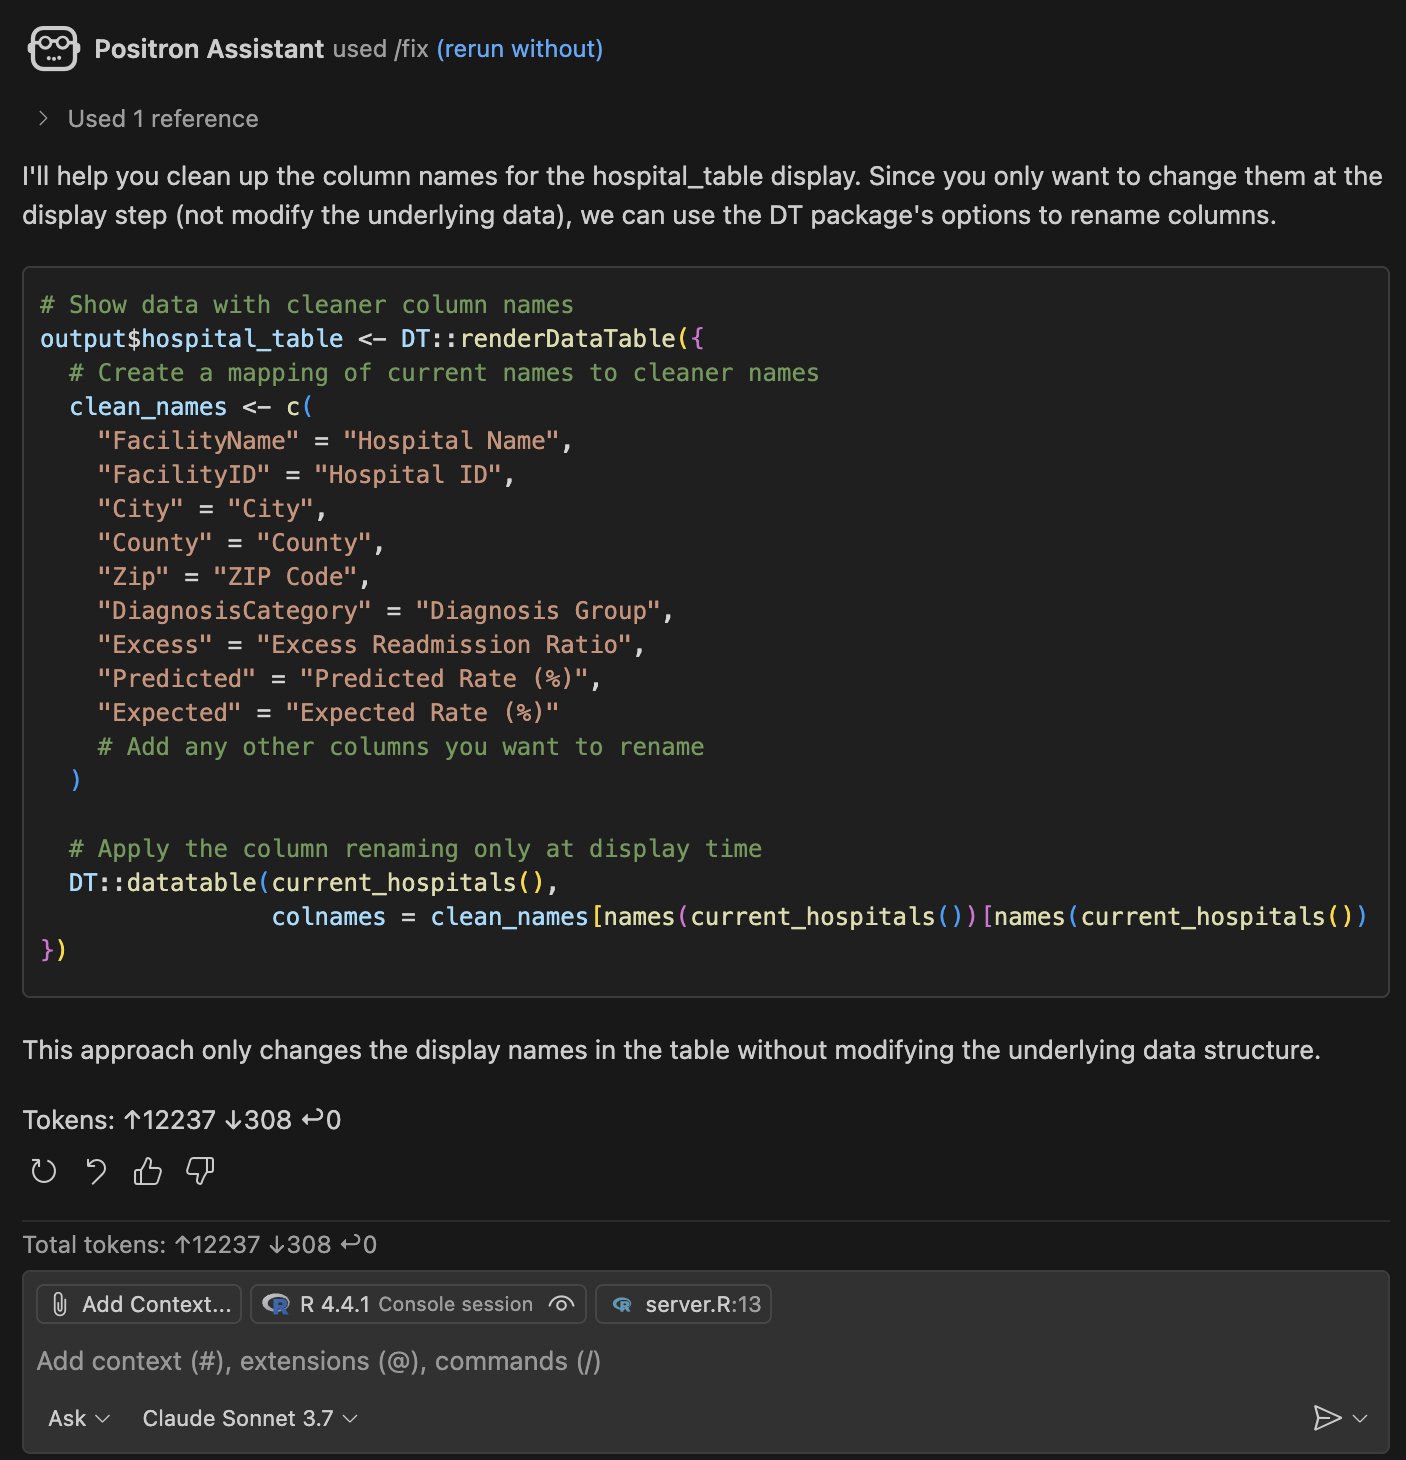 Positron Assistant used /fix (rerun without)
Used 1 reference
I'll help you clean up the column names for the hospital_table display. Since you only want to change them at the
display step (not modify the underlying data), we can use the DT package's options to rename columns.
# Show data with cleaner column names
output$hospital_table <- DT::renderDataTable({
  # Create a mapping of current names to cleaner names
  clean_names <- c(
    "FacilityName" = "Hospital Name",
    "FacilityID" = "Hospital ID",
    "City" = "City",
    "County" = "County",
    "Zip" = "ZIP Code",
    "DiagnosisCategory" = "Diagnosis Group",
    "Excess" = "Excess Readmission Ratio",
    "Predicted" = "Predicted Rate (%)",
    "Expected" = "Expected Rate (%)"
    # Add any other columns you want to rename
  )
  # Apply the column renaming only at display time
  DT::datatable(current_hospitals(),
                colnames = clean_names[names(current_hospitals())[names(current_hospitals())
})
This approach only changes the display names in the table without modifying the underlying data structure.
Tokens: ↑12237 ↓308 ↩0
Total tokens: ↑12237 ↓308 ↩0
Add Context... R 4.4.1 Console session server.R:13
Add context (#), extensions (@), commands (/)
Ask Claude Sonnet 3.7